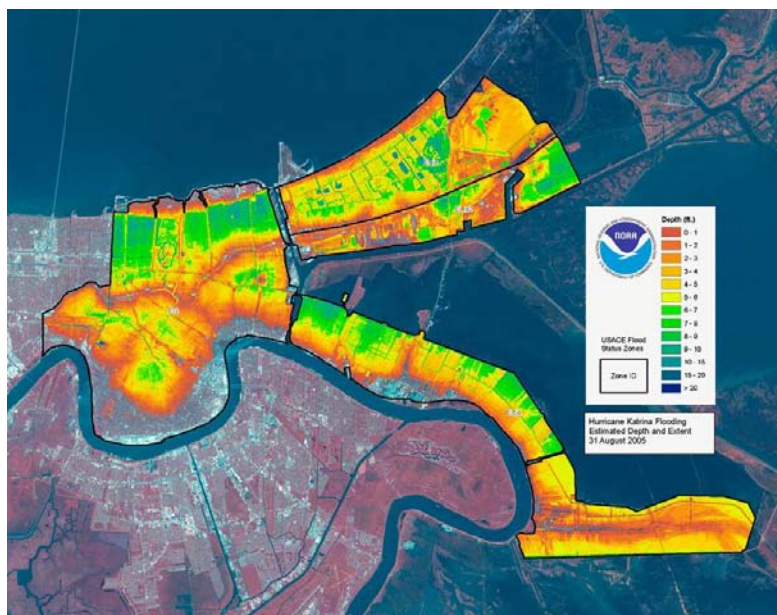 NOAA
Depth (ft.)
0 - 1
1 - 2
2 - 3
3 - 4
4 - 5
5 - 6
6 - 7
7 - 8
8 - 9
9 - 10
10 - 15
15 - 20
> 20
USACE Flood
Status Zones
Zone ID
Hurricane Katrina Flooding
Estimated Depth and Extent
31 August 2005